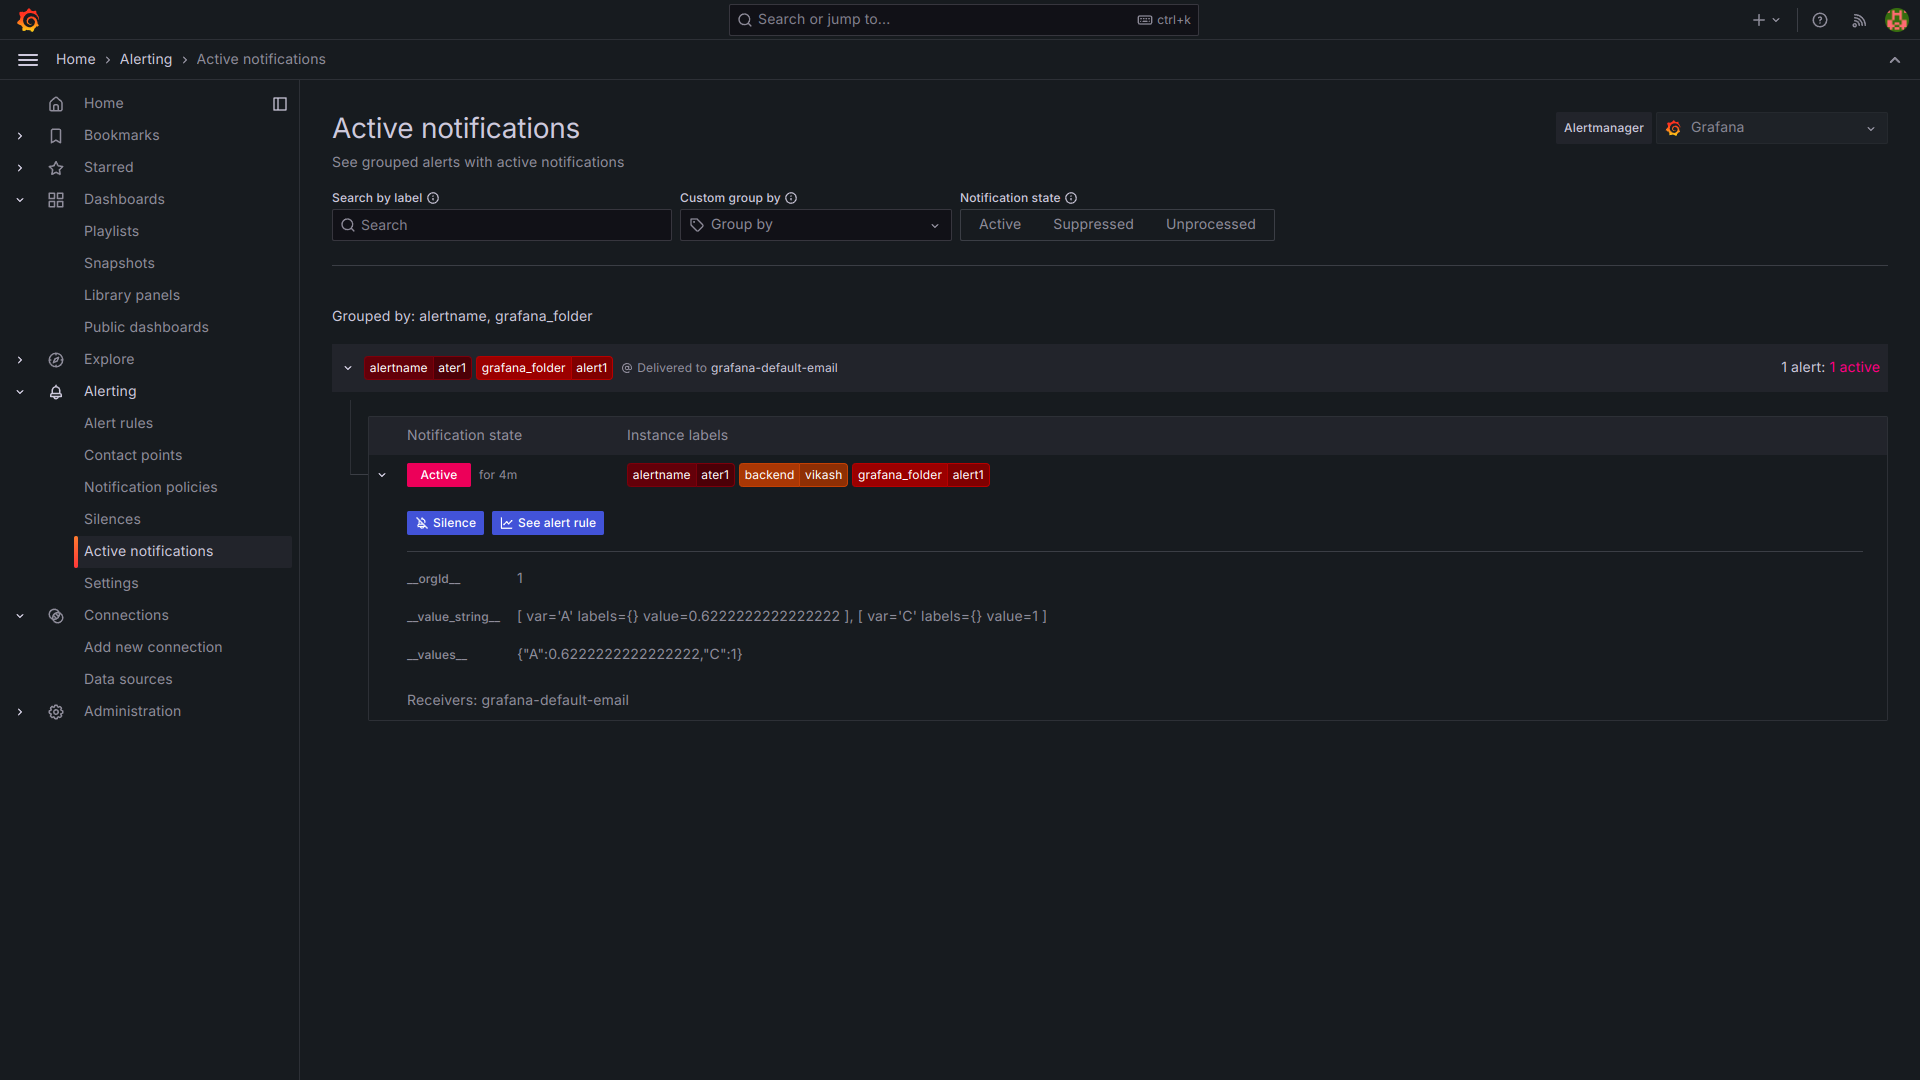 Search or jump to...
ctrl+k
Home › Alerting › Active notifications
Home
Bookmarks
Starred
Dashboards
Playlists
Snapshots
Library panels
Public dashboards
Explore
Alerting
Alert rules
Contact points
Notification policies
Silences
Active notifications
Settings
Connections
Add new connection
Data sources
Administration
Active notifications
Alertmanager
Grafana
See grouped alerts with active notifications
Search by label
Custom group by
Notification state
Search
Group by
Active
Suppressed
Unprocessed
Grouped by: alertname, grafana_folder
alertname ater1 grafana_folder alert1 @ Delivered to grafana-default-email
1 alert: 1 active
Notification state
Instance labels
Active for 4m
alertname ater1 backend vikash grafana_folder alert1
Silence
See alert rule
__orgId__ 1
__value_string__ [ var='A' labels={} value=0.6222222222222222 ], [ var='C' labels={} value=1 ]
__values__ {"A":0.6222222222222222,"C":1}
Receivers: grafana-default-email